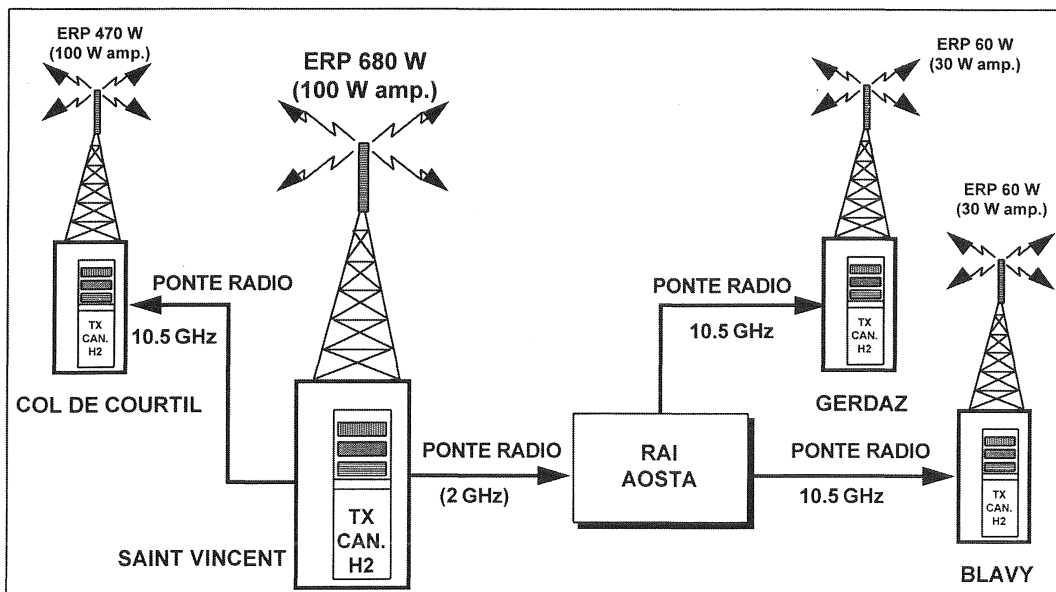 ERP 470 W
(100 W amp.)
ERP 680 W
(100 W amp.)
ERP 60 W
(30 W amp.)
ERP 60 W
(30 W amp.)
PONTE RADIO
10.5 GHz
TX
CAN.
H2
COL DE COURTIL
PONTE RADIO
10.5 GHz
TX
CAN.
H2
GERDAZ
PONTE RADIO
(2 GHz)
RAI
AOSTA
PONTE RADIO
10.5 GHz
TX
CAN.
H2
SAINT VINCENT
TX
CAN.
H2
BLAVY